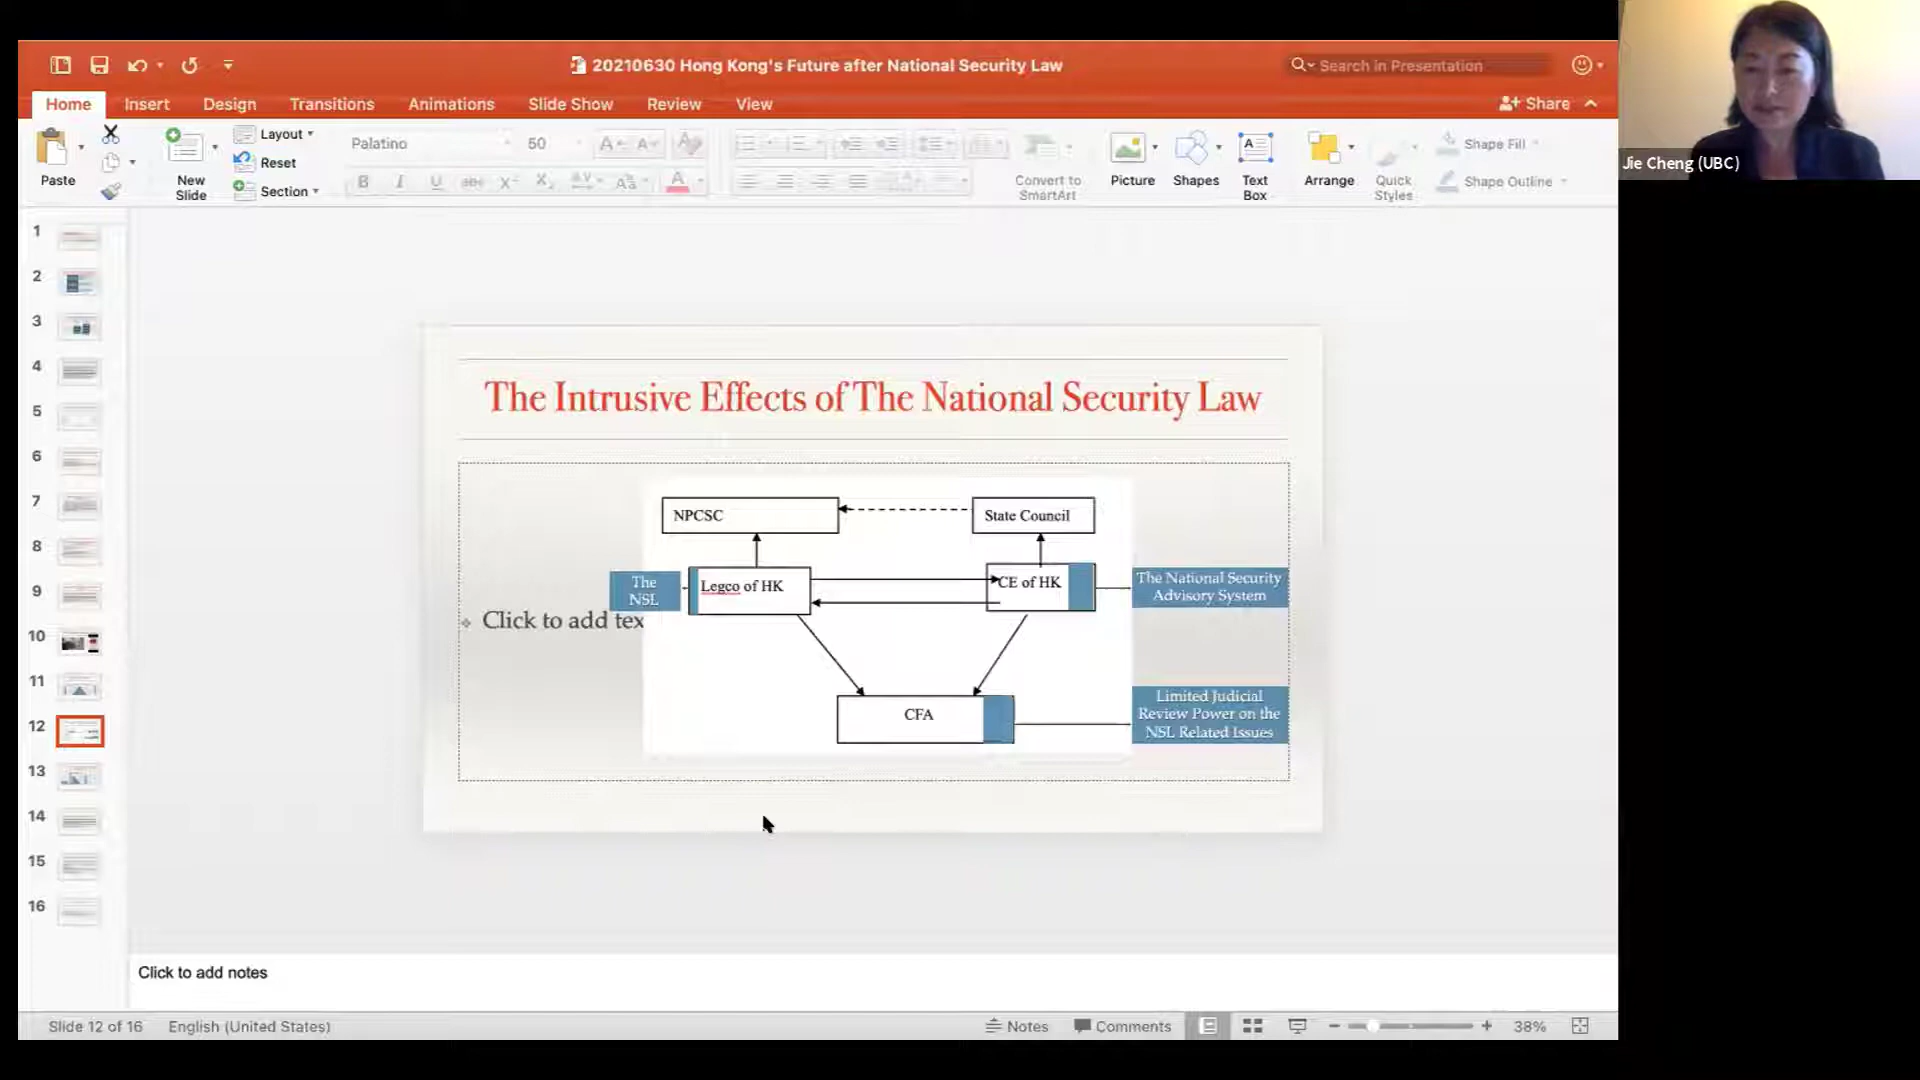 20210630 Hong Kong's Future after National Security Law
Search in Presentation
Home Insert Design Transitions Animations Slide Show Review View
Share
Paste
New
Slide
Layout
Reset
Section
Palatino 50
B I U abc X² X₂ Aa A
Convert to
SmartArt
Picture
Shapes
Text
Box
Arrange
Quick
Styles
Shape Fill
Shape Outline
Jie Cheng (UBC)
1
2
3
4
5
6
7
8
9
10
11
12
13
14
15
16
The Intrusive Effects of The National Security Law
NPCSC
State Council
The
NSL
Legco of HK
CE of HK
The National Security
Advisory System
Click to add tex
CFA
Limited Judicial
Review Power on the
NSL Related Issues
Click to add notes
Slide 12 of 16 English (United States)
Notes Comments 38%